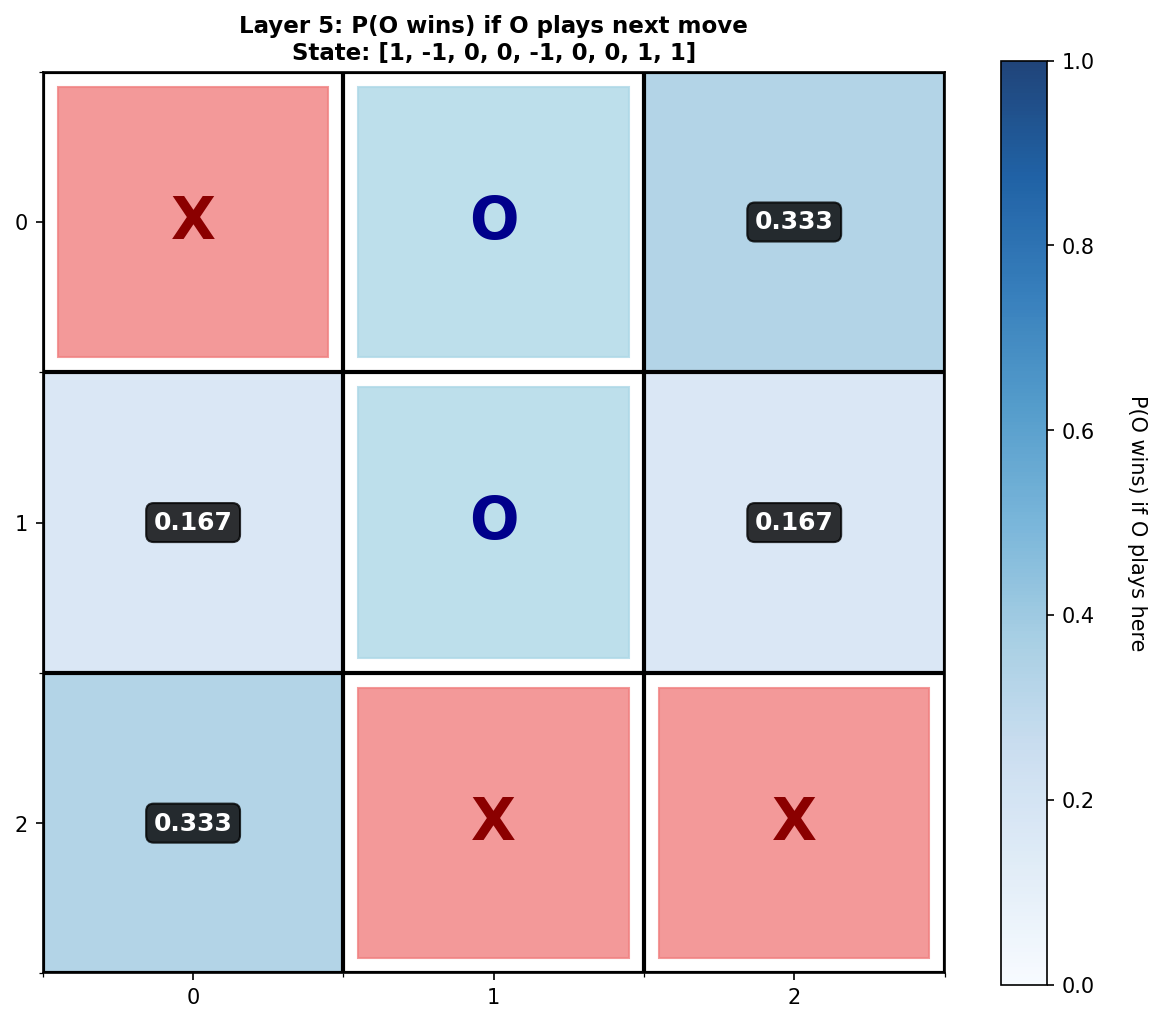 Layer 5: P(O wins) if O plays next move
State: [1, -1, 0, 0, -1, 0, 0, 1, 1]
X
O
0.333
0.167
O
0.167
0.333
X
X
0
1
2
0
1
2
1.0
0.8
0.6
0.4
0.2
0.0
P(O wins) if O plays here